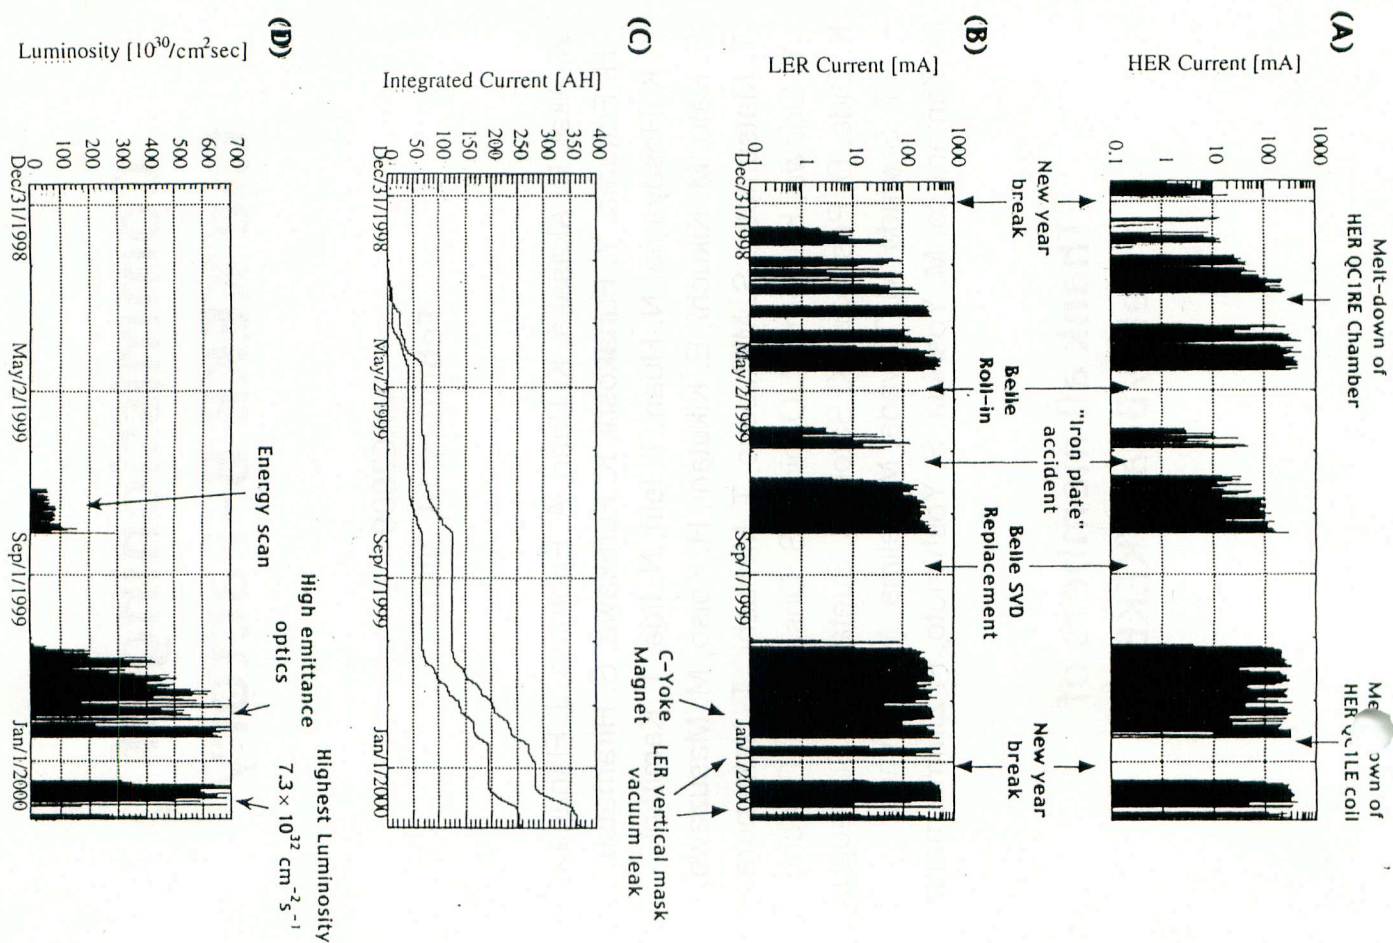 (A)
Melt-down of
HER QC1RE Chamber
of
HER QC1LE coil
HER Current [mA]
1000
100
10
1
0.1
New year
break
"Iron plate"
accident
New year
break
Belle
Roll-in
Belle SVD
Replacement
(B)
LER Current [mA]
1000
100
10
1
0.1
Dec/31/1998
May/2/1999
Sep/1/1999
Jan/1/2000
C-Yoke
Magnet
LER vertical mask
vacuum leak
(C)
Integrated Current [AH]
400
350
300
250
200
150
100
50
0
Dec/31/1998
May/2/1999
Sep/1/1999
Jan/1/2000
(D)
Energy scan
High emittance
optics
Highest Luminosity
7.3 × 10³² cm⁻²s⁻¹
Luminosity [10³⁰/cm²sec]
700
600
500
400
300
200
100
0
Dec/31/1998
May/2/1999
Sep/1/1999
Jan/1/2000